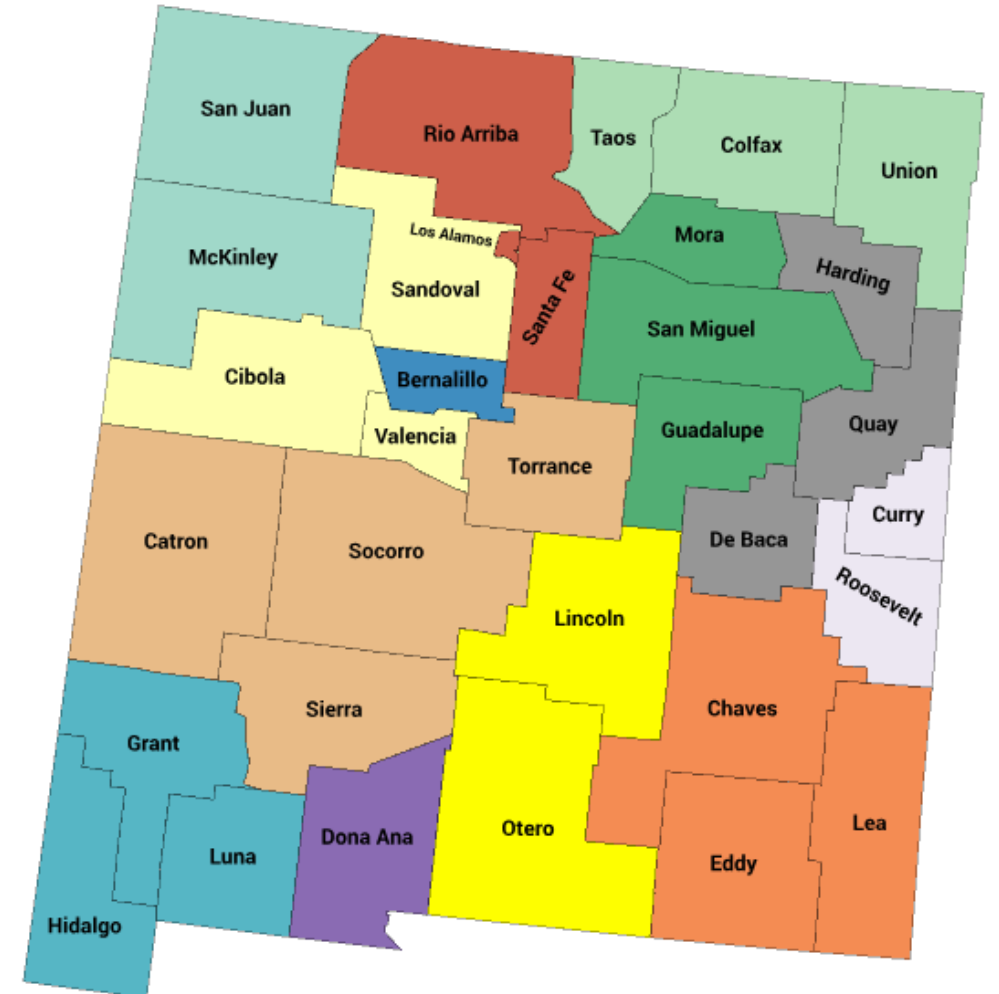 San Juan
Rio Arriba
Taos
Colfax
Union
McKinley
Los Alamos
Mora
Harding
Sandoval
Santa Fe
San Miguel
Cibola
Bernalillo
Valencia
Guadalupe
Quay
Torrance
Curry
Catron
Socorro
De Baca
Roosevelt
Lincoln
Sierra
Chaves
Grant
Otero
Lea
Dona Ana
Luna
Eddy
Hidalgo